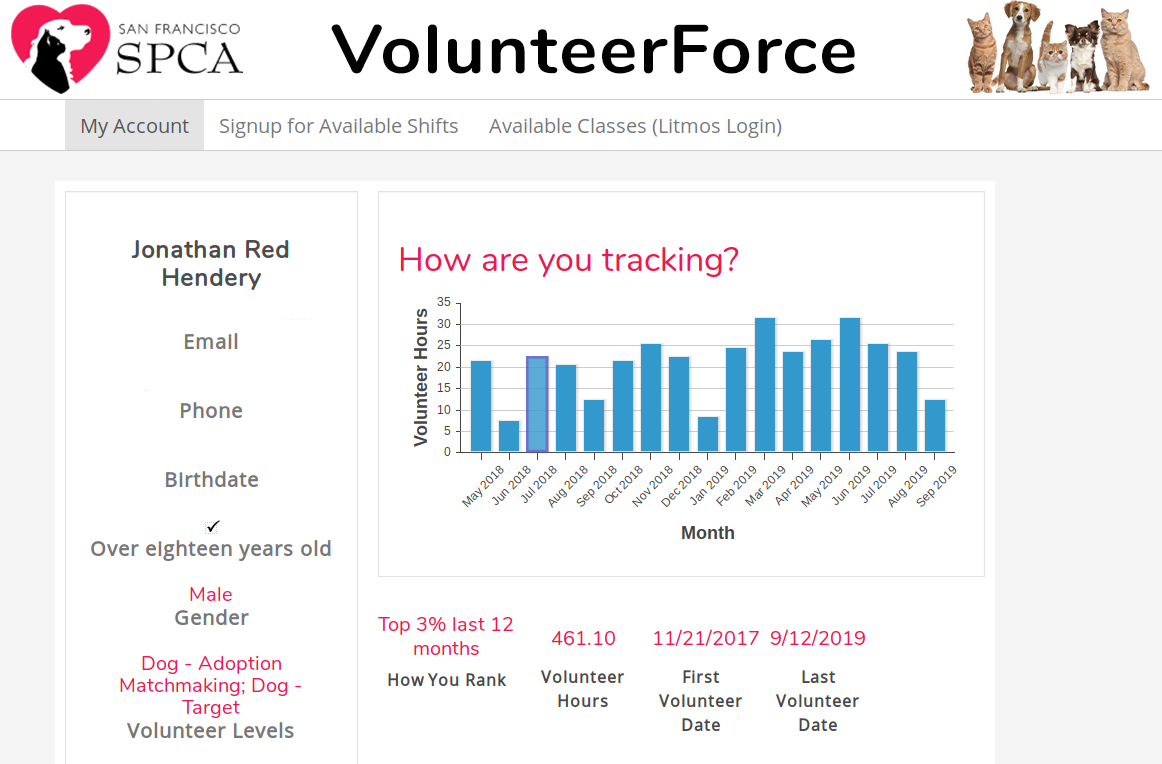 SAN FRANCISCO
SPCA
VolunteerForce
My Account
Signup for Available Shifts
Available Classes (Litmos Login)
Jonathan Red
Hendery
Email
Phone
Birthdate
Over eighteen years old
Male
Gender
Dog - Adoption
Matchmaking; Dog -
Target
Volunteer Levels
How are you tracking?
Volunteer Hours
35
30
25
20
15
10
5
0
May 2018
Jun 2018
Jul 2018
Aug 2018
Sep 2018
Oct 2018
Nov 2018
Dec 2018
Jan 2019
Feb 2019
Mar 2019
Apr 2019
May 2019
Jun 2019
Jul 2019
Aug 2019
Sep 2019
Month
Top 3% last 12
months
How You Rank
461.10
Volunteer
Hours
11/21/2017
First
Volunteer
Date
9/12/2019
Last
Volunteer
Date